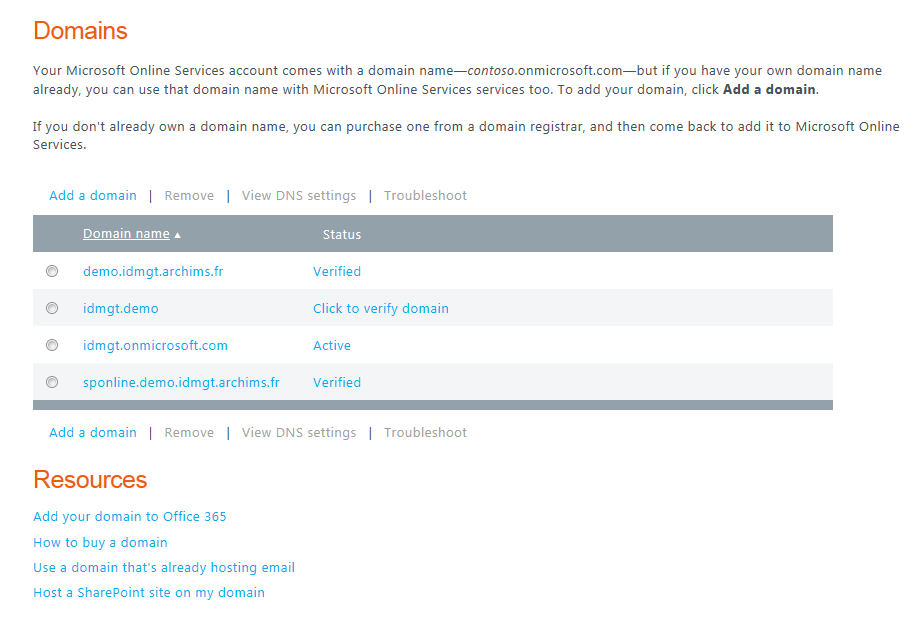 Domains
Your Microsoft Online Services account comes with a domain name—contoso.onmicrosoft.com—but if you have your own domain name
already, you can use that domain name with Microsoft Online Services services too. To add your domain, click Add a domain.
If you don't already own a domain name, you can purchase one from a domain registrar, and then come back to add it to Microsoft Online
Services.
Add a domain | Remove | View DNS settings | Troubleshoot
Domain name ▲ Status
demo.idmgt.archims.fr Verified
idmgt.demo Click to verify domain
idmgt.onmicrosoft.com Active
sponline.demo.idmgt.archims.fr Verified
Add a domain | Remove | View DNS settings | Troubleshoot
Resources
Add your domain to Office 365
How to buy a domain
Use a domain that's already hosting email
Host a SharePoint site on my domain